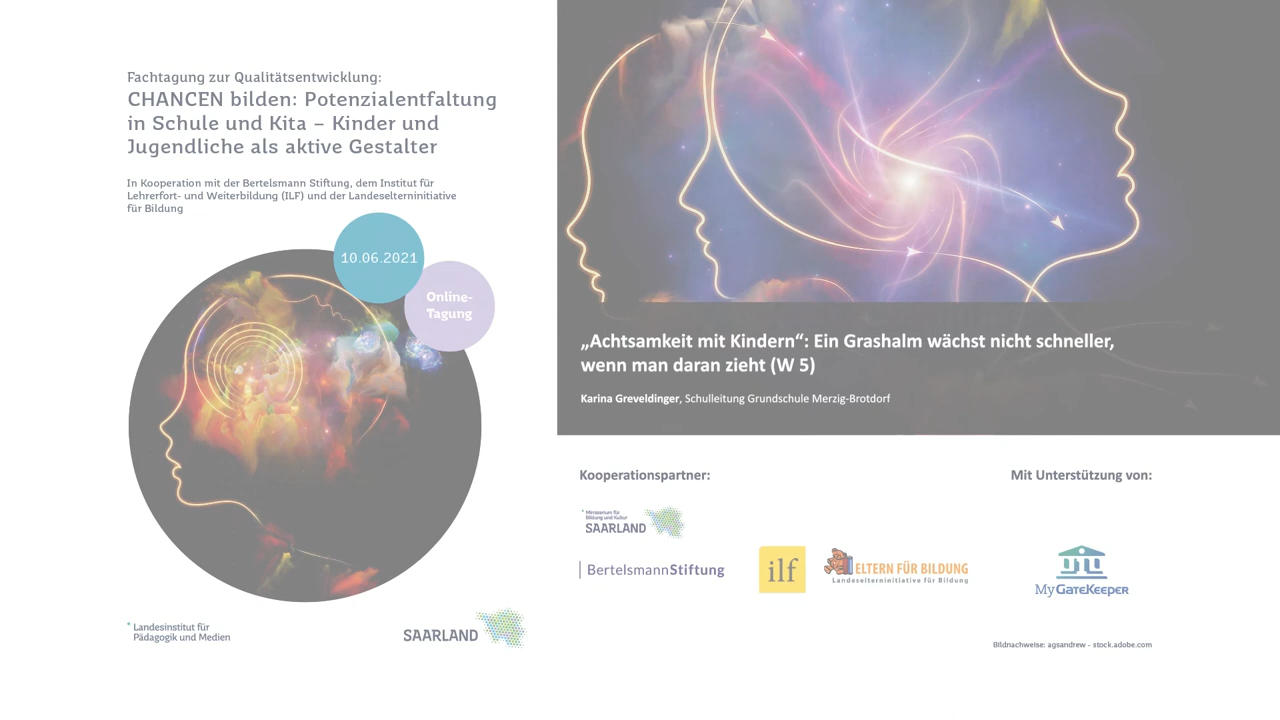 Fachtagung zur Qualitätsentwicklung:
CHANCEN bilden: Potenzialentfaltung
in Schule und Kita – Kinder und
Jugendliche als aktive Gestalter
In Kooperation mit der Bertelsmann Stiftung, dem Institut für
Lehrerfort- und Weiterbildung (ILF) und der Landeselterninitiative
für Bildung
10.06.2021
Online-
Tagung
Landesinstitut für
Pädagogik und Medien
SAARLAND
„Achtsamkeit mit Kindern“: Ein Grashalm wächst nicht schneller,
wenn man daran zieht (W 5)
Karina Greveldinger, Schulleitung Grundschule Merzig-Brotdorf
Kooperationspartner:
Mit Unterstützung von:
Ministerium für
Bildung und Kultur
SAARLAND
BertelsmannStiftung
ilf
ELTERN FÜR BILDUNG
Landeselterninitiative für Bildung
MyGateKeeper
Bildnachweise: agsandrew - stock.adobe.com